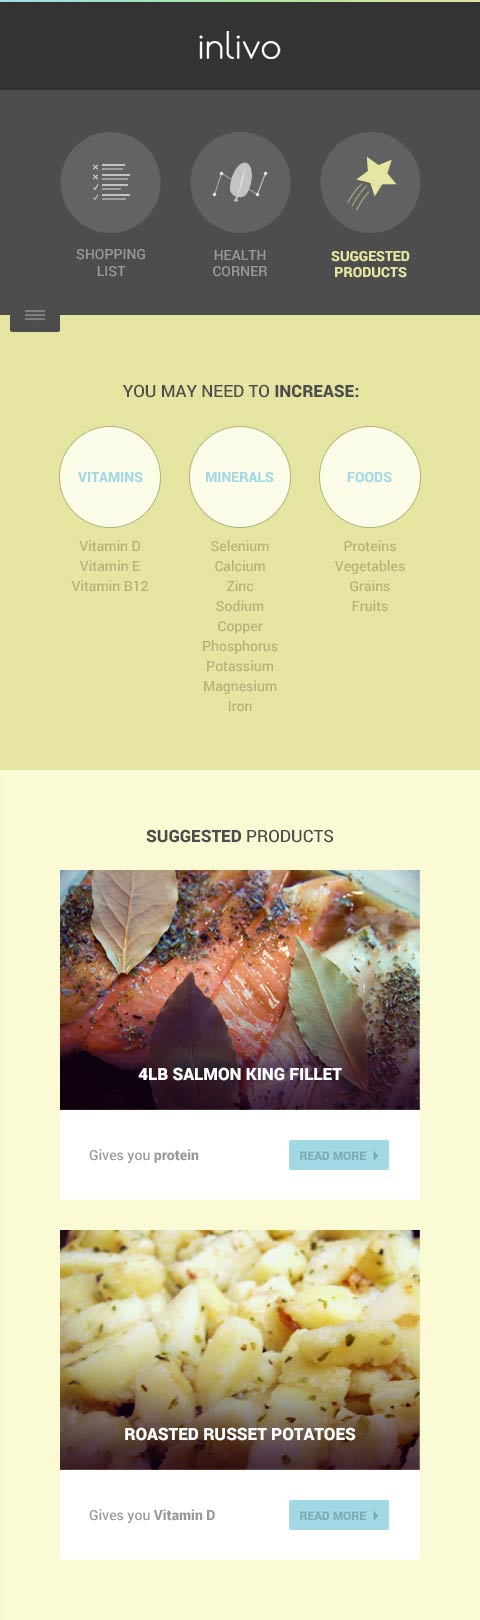 inlivo
SHOPPING
LIST
HEALTH
CORNER
SUGGESTED
PRODUCTS
YOU MAY NEED TO INCREASE:
VITAMINS
Vitamin D
Vitamin E
Vitamin B12
MINERALS
Selenium
Calcium
Zinc
Sodium
Copper
Phosphorus
Potassium
Magnesium
Iron
FOODS
Proteins
Vegetables
Grains
Fruits
SUGGESTED PRODUCTS
4LB SALMON KING FILLET
Gives you protein
READ MORE
ROASTED RUSSET POTATOES
Gives you Vitamin D
READ MORE